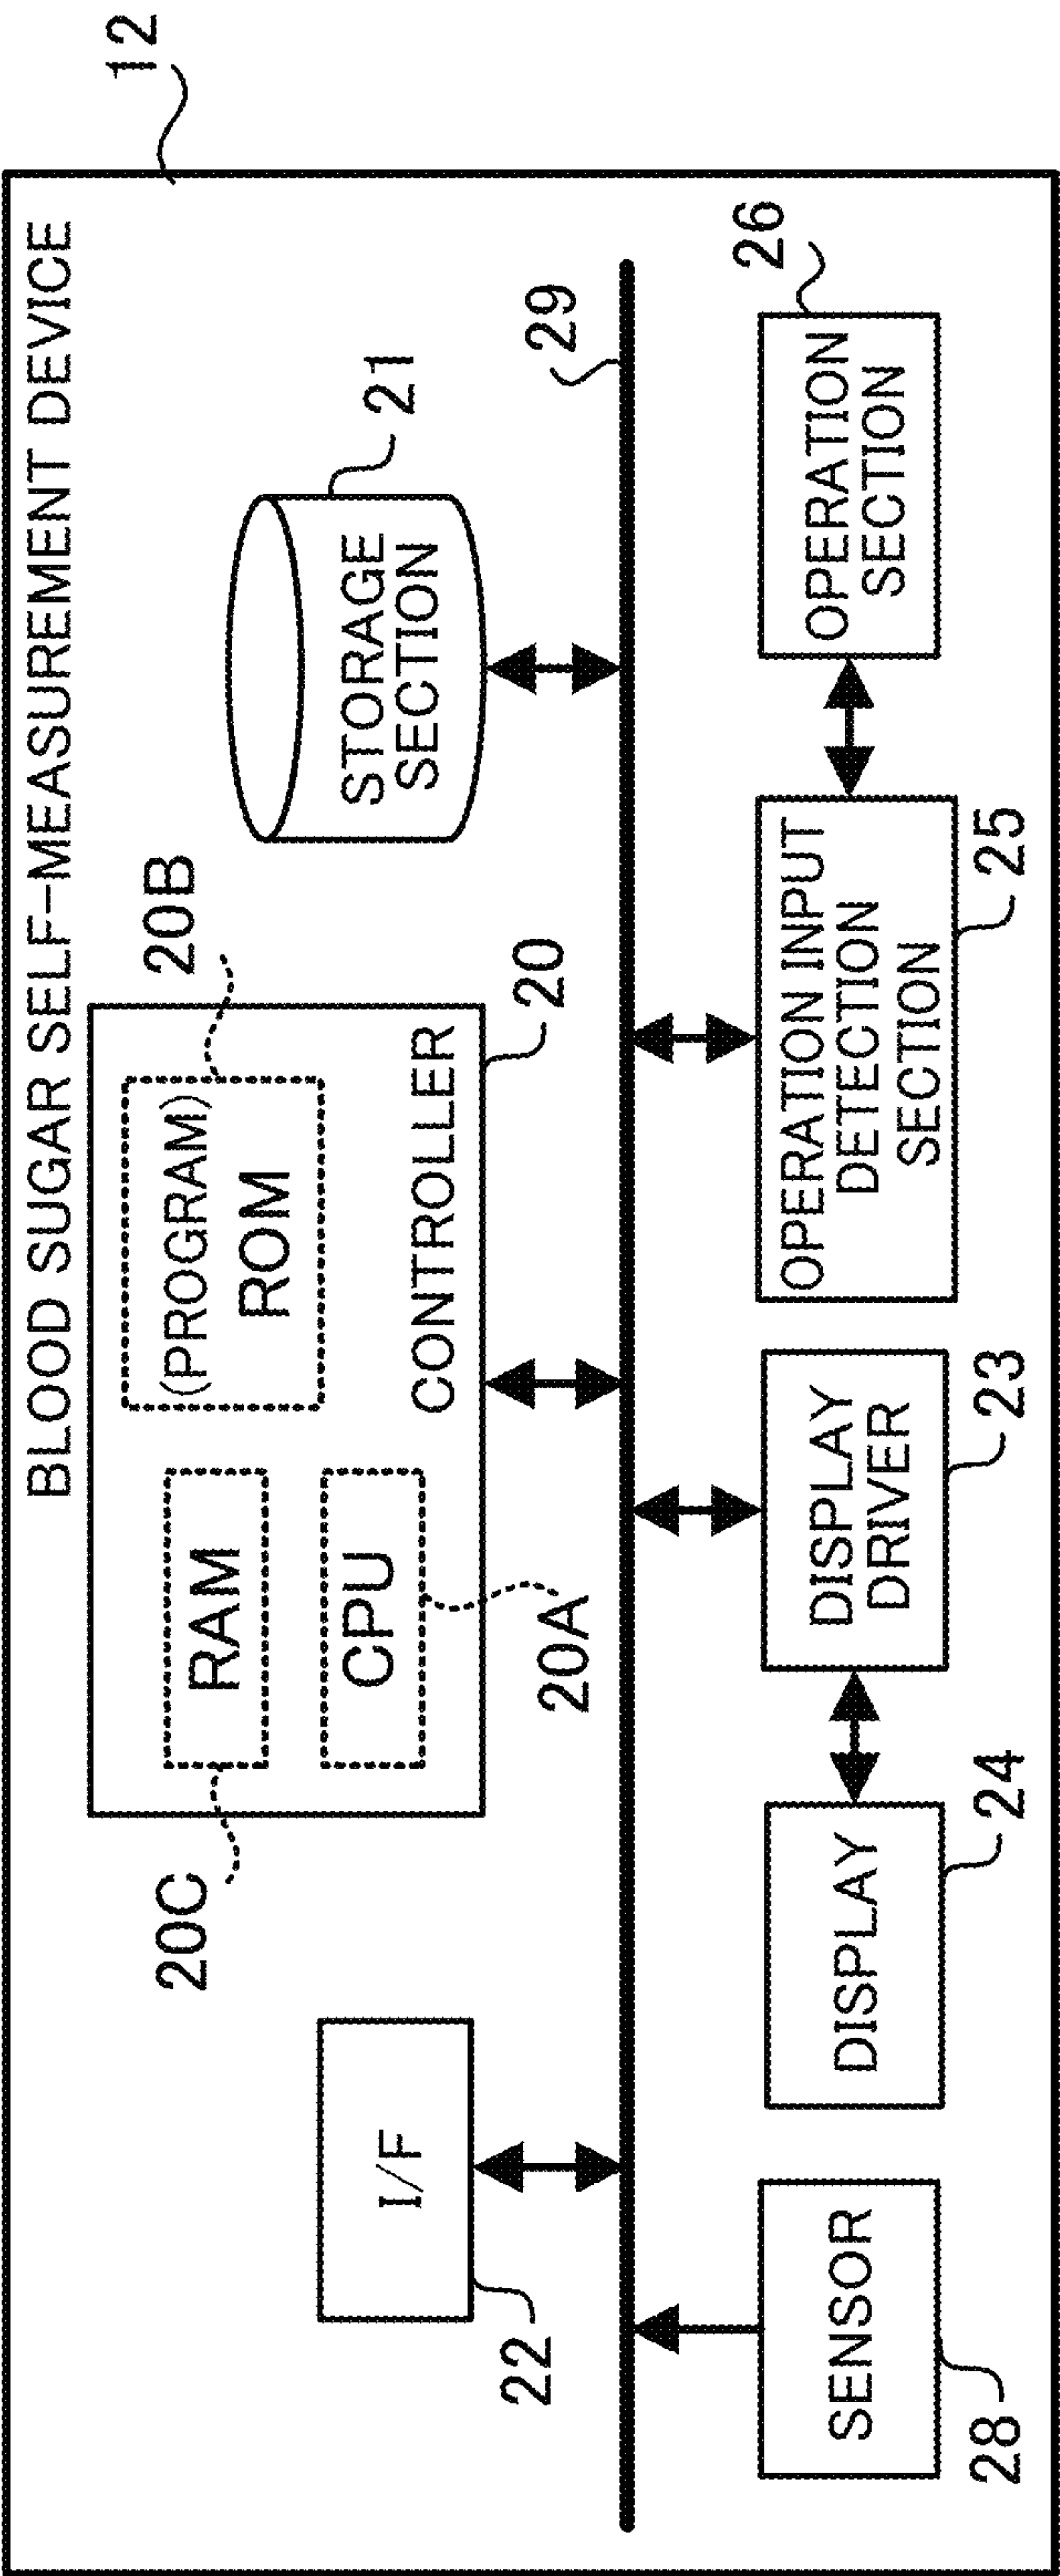 12
BLOOD SUGAR SELF-MEASUREMENT DEVICE
20C
RAM
CPU
20A
(PROGRAM)
ROM
20B
CONTROLLER
20
STORAGE
SECTION
21
I/F
22
29
SENSOR
28
DISPLAY
24
DISPLAY
DRIVER
23
OPERATION INPUT
DETECTION
SECTION
25
OPERATION
SECTION
26